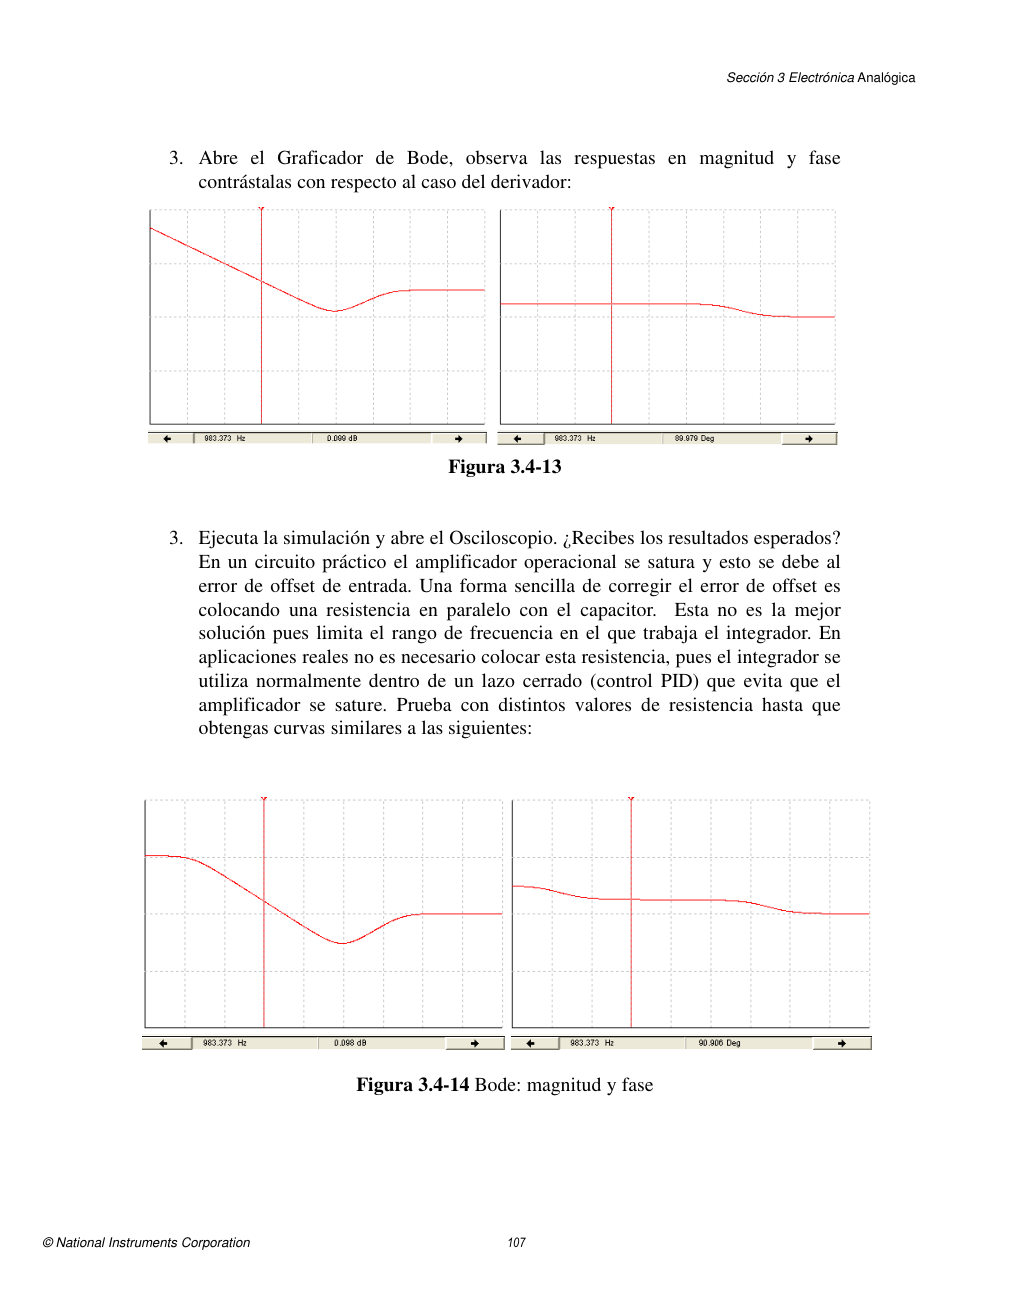 Sección 3 Electrónica Analógica
3. Abre el Graficador de Bode, observa las respuestas en magnitud y fase
contrástalas con respecto al caso del derivador:
983.373 Hz 0.099 dB 983.373 Hz 89.979 Deg
Figura 3.4-13
3. Ejecuta la simulación y abre el Osciloscopio. ¿Recibes los resultados esperados?
En un circuito práctico el amplificador operacional se satura y esto se debe al
error de offset de entrada. Una forma sencilla de corregir el error de offset es
colocando una resistencia en paralelo con el capacitor. Esta no es la mejor
solución pues limita el rango de frecuencia en el que trabaja el integrador. En
aplicaciones reales no es necesario colocar esta resistencia, pues el integrador se
utiliza normalmente dentro de un lazo cerrado (control PID) que evita que el
amplificador se sature. Prueba con distintos valores de resistencia hasta que
obtengas curvas similares a las siguientes:
983.373 Hz 0.098 dB 983.373 Hz 90.906 Deg
Figura 3.4-14 Bode: magnitud y fase
© National Instruments Corporation 107